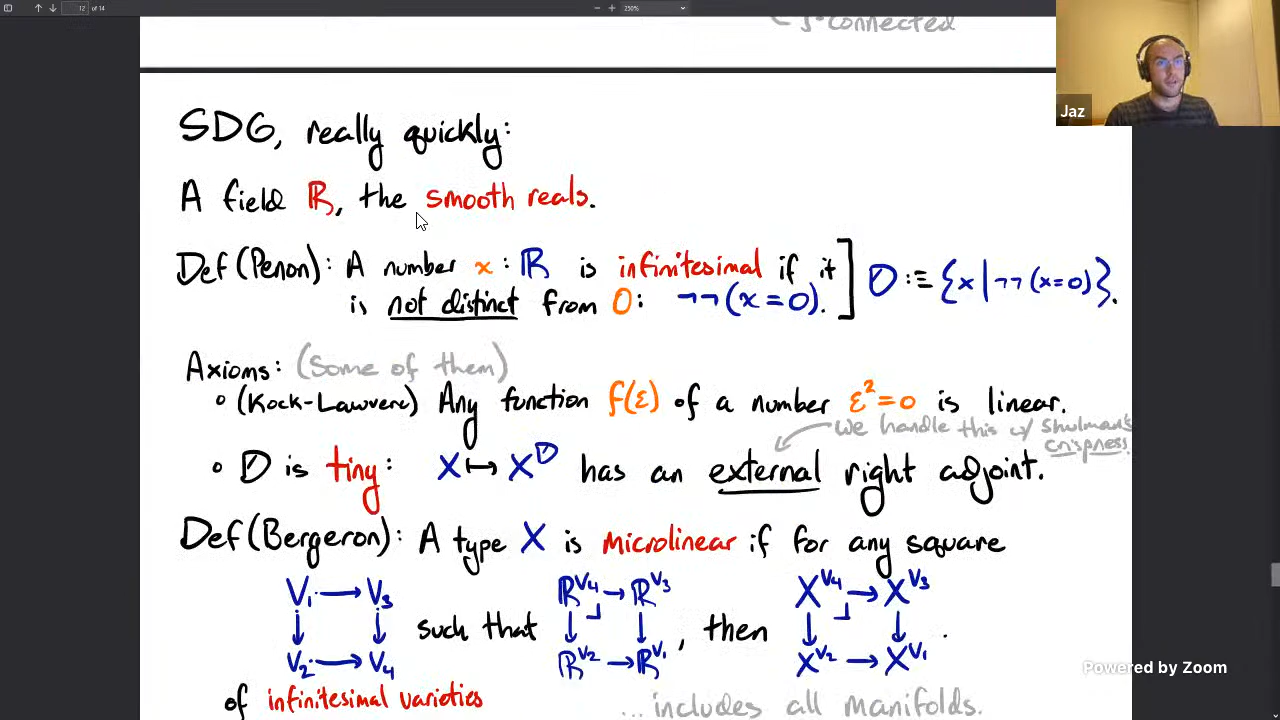 12 of 14
250%
∫-connected
Jaz
SDG, really quickly:
A field ℝ, the smooth reals.
Def (Penon): A number x : ℝ is infinitesimal if it
is not distinct from 0: ¬¬(x = 0).
𝔻 :≡ {x | ¬¬(x=0)}.
Axioms: (Some of them)
◦ (Kock-Lawvere) Any function f(ε) of a number ε² = 0 is linear.
we handle this w/ Shulman's
crispness.
◦ 𝔻 is tiny: X ↦ X^𝔻 has an external right adjoint.
Def (Bergeron): A type X is microlinear if for any square
V₁ → V₃ ℝ^V₄ → ℝ^V₃ X^V₄ → X^V₃
↓ ↓ such that ↓ ⌟ ↓, then ↓ ⌟ ↓.
V₂ → V₄ ℝ^V₂ → ℝ^V₁ X^V₂ → X^V₁
of infinitesimal varieties ...includes all manifolds.
Powered by Zoom